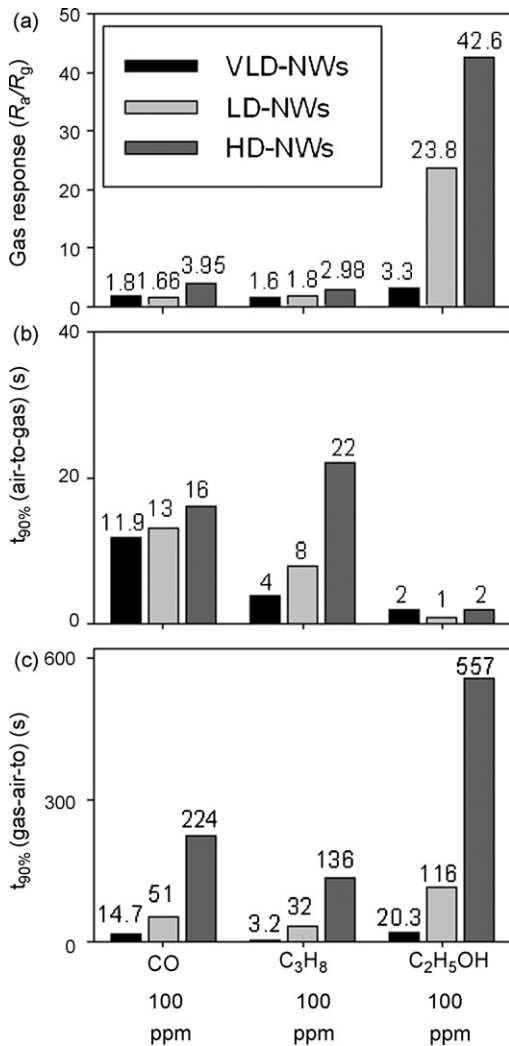 (a)
Gas response (Ra/Rg)
50
40
30
20
10
0
VLD-NWs
LD-NWs
HD-NWs
1.8 1.66 3.95
1.6 1.8 2.98
3.3 23.8 42.6
(b)
t90% (air-to-gas) (s)
40
20
0
11.9 13 16
4 8 22
2 1 2
(c)
t90% (gas-air-to) (s)
600
300
0
14.7 51 224
3.2 32 136
20.3 116 557
CO C3H8 C2H5OH
100 100 100
ppm ppm ppm